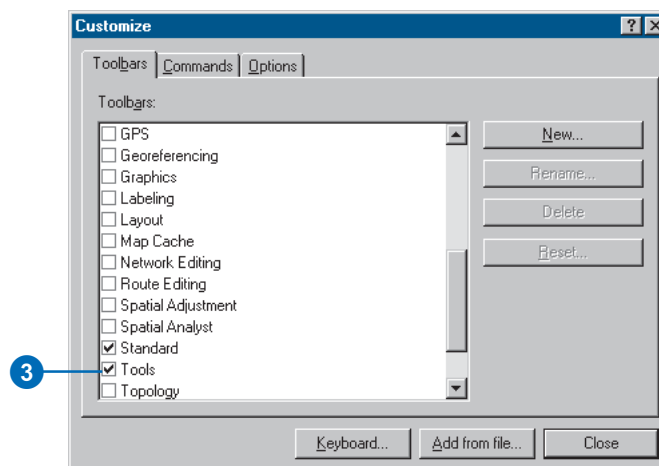 Customize
Toolbars Commands Options
Toolbars:
GPS
Georeferencing
Graphics
Labeling
Layout
Map Cache
Network Editing
Route Editing
Spatial Adjustment
Spatial Analyst
Standard
Tools
Topology
New...
Rename...
Delete
Reset...
3
Keyboard... Add from file... Close